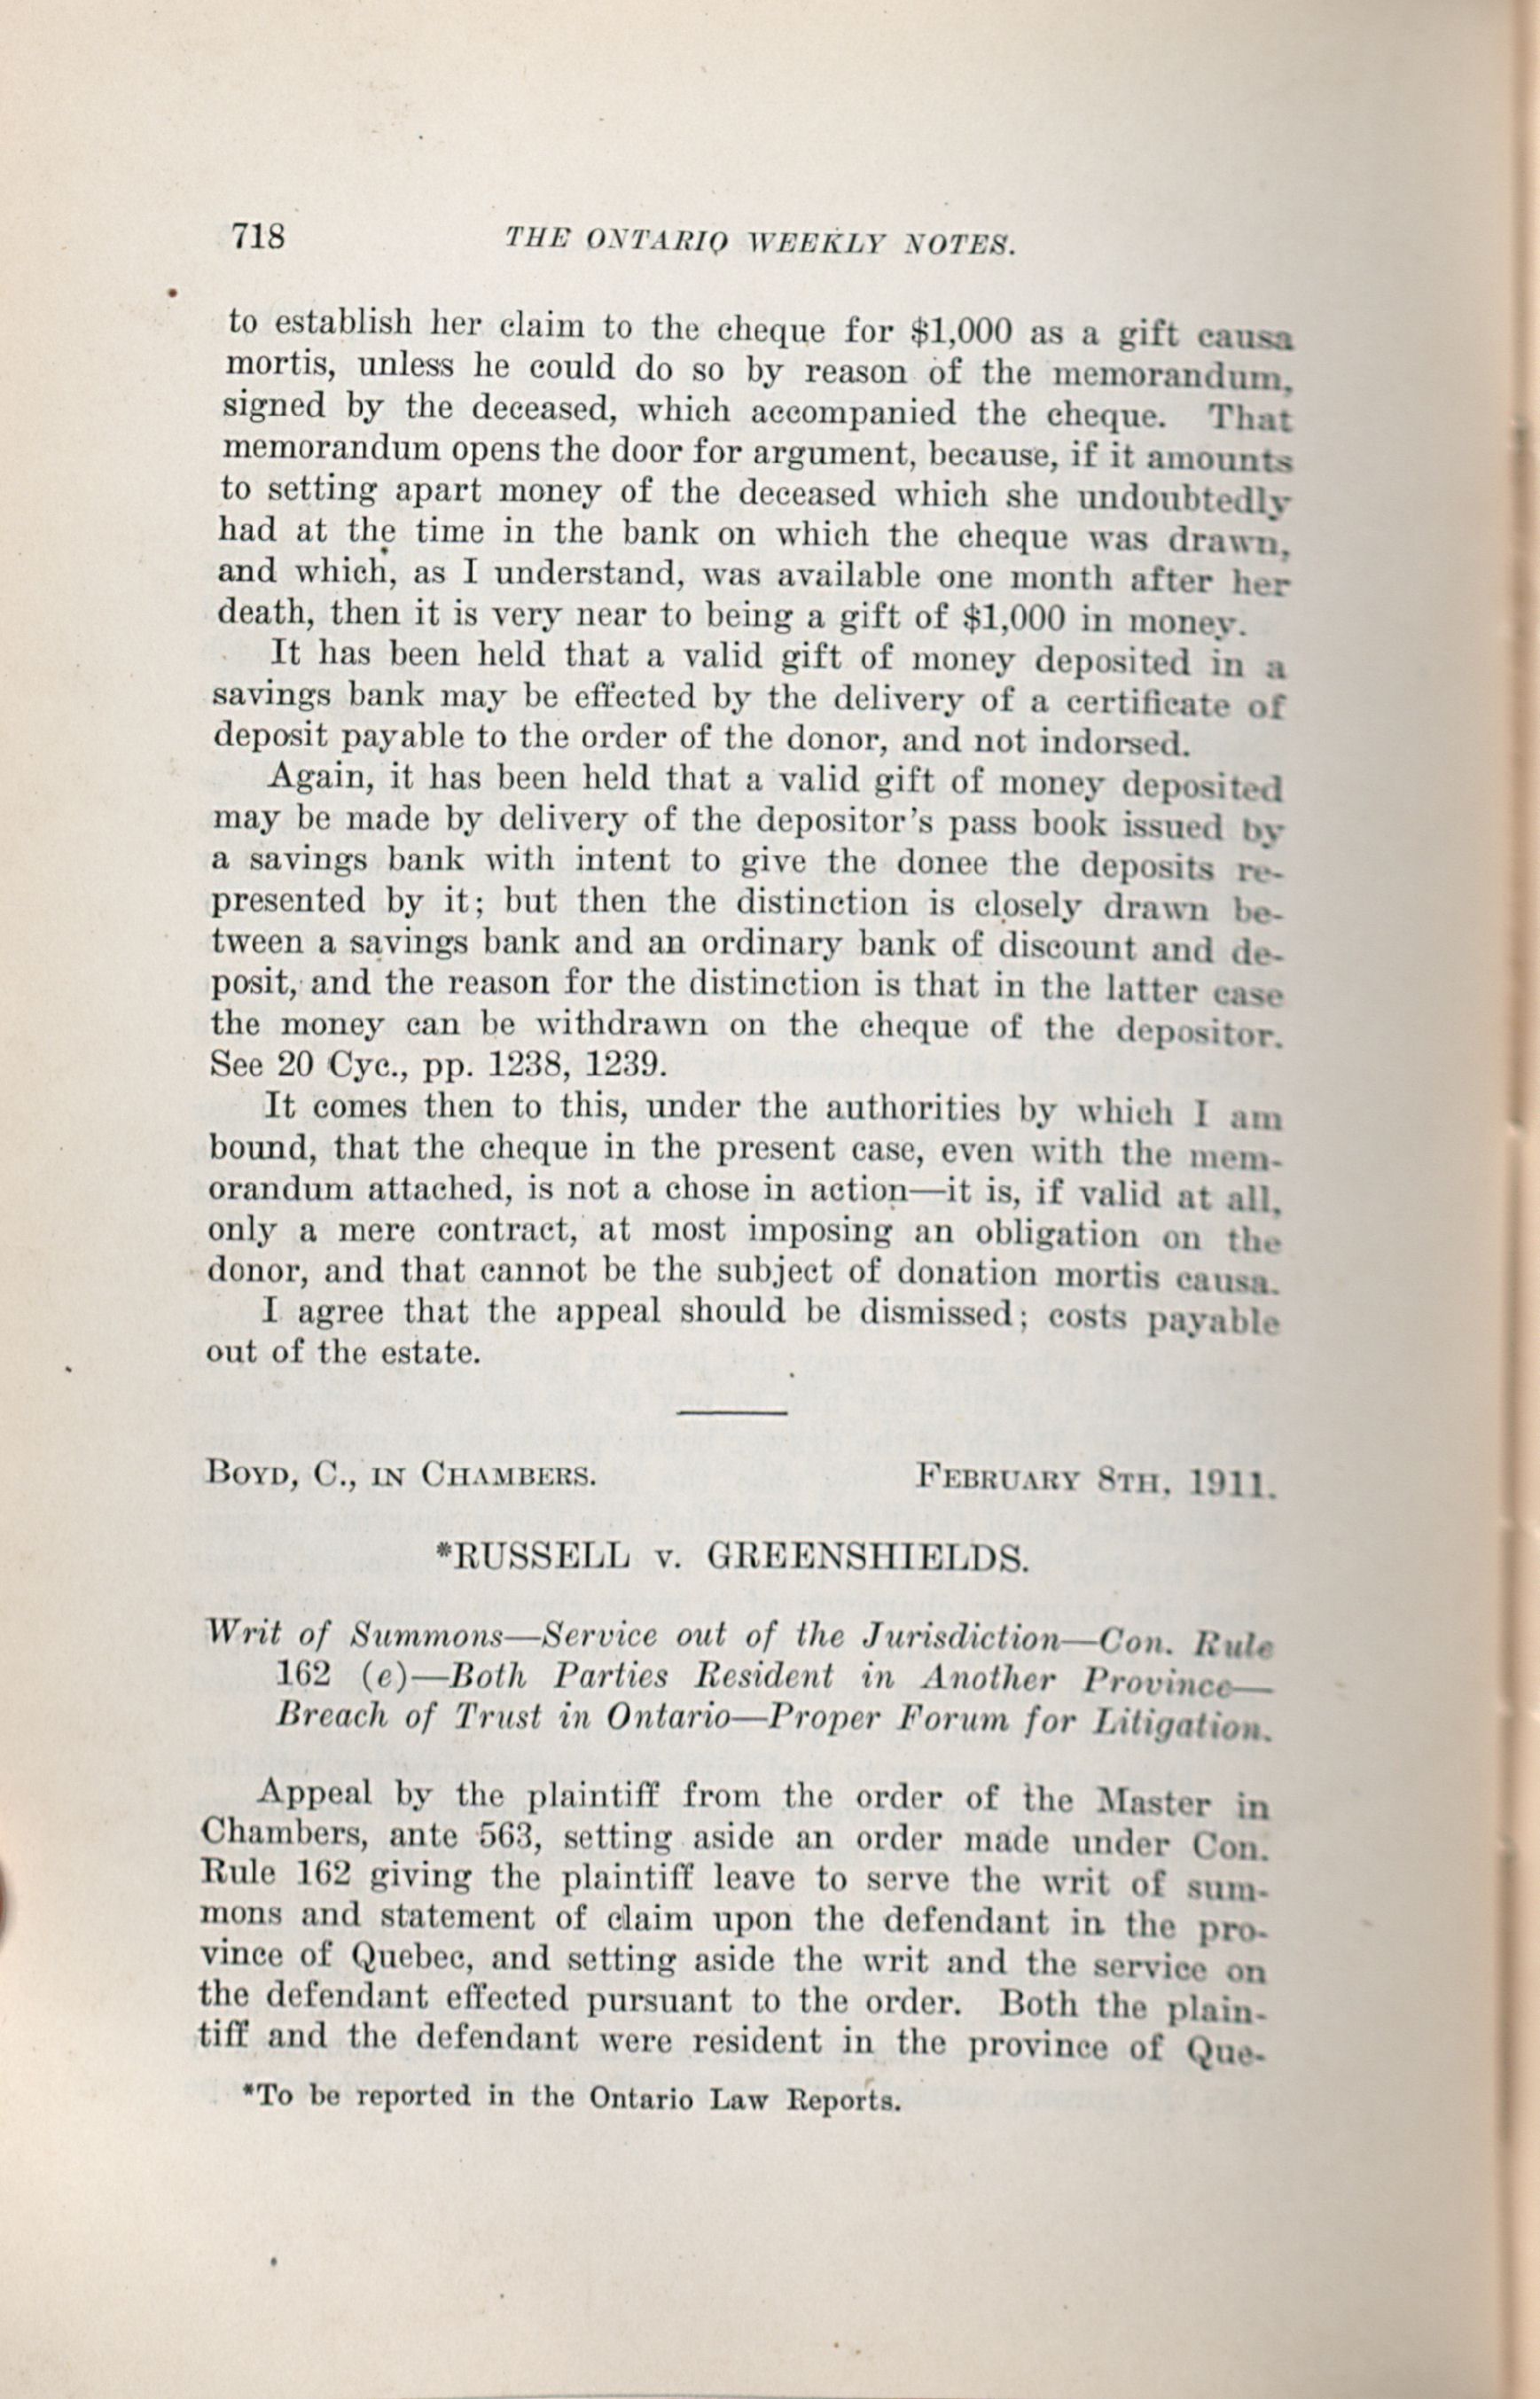 718 THE ONTARIO WEEKLY NOTES.
to establish her claim to the cheque for $1,000 as a gift causa
mortis, unless he could do so by reason of the memorandum,
signed by the deceased, which accompanied the cheque. That
memorandum opens the door for argument, because, if it amounts
to setting apart money of the deceased which she undoubtedly
had at the time in the bank on which the cheque was drawn,
and which, as I understand, was available one month after her
death, then it is very near to being a gift of $1,000 in money.
It has been held that a valid gift of money deposited in a
savings bank may be effected by the delivery of a certificate of
deposit payable to the order of the donor, and not indorsed.
Again, it has been held that a valid gift of money deposited
may be made by delivery of the depositor's pass book issued by
a savings bank with intent to give the donee the deposits re-
presented by it; but then the distinction is closely drawn be-
tween a savings bank and an ordinary bank of discount and de-
posit, and the reason for the distinction is that in the latter case
the money can be withdrawn on the cheque of the depositor.
See 20 Cyc., pp. 1238, 1239.
It comes then to this, under the authorities by which I am
bound, that the cheque in the present case, even with the mem-
orandum attached, is not a chose in action—it is, if valid at all,
only a mere contract, at most imposing an obligation on the
donor, and that cannot be the subject of donation mortis causa.
I agree that the appeal should be dismissed; costs payable
out of the estate.
BOYD, C., IN CHAMBERS. FEBRUARY 8TH, 1911.
*RUSSELL v. GREENSHIELDS.
Writ of Summons—Service out of the Jurisdiction—Con. Rule
162 (e)—Both Parties Resident in Another Province—
Breach of Trust in Ontario—Proper Forum for Litigation.
Appeal by the plaintiff from the order of the Master in
Chambers, ante 563, setting aside an order made under Con.
Rule 162 giving the plaintiff leave to serve the writ of sum-
mons and statement of claim upon the defendant in the pro-
vince of Quebec, and setting aside the writ and the service on
the defendant effected pursuant to the order. Both the plain-
tiff and the defendant were resident in the province of Que-
*To be reported in the Ontario Law Reports.